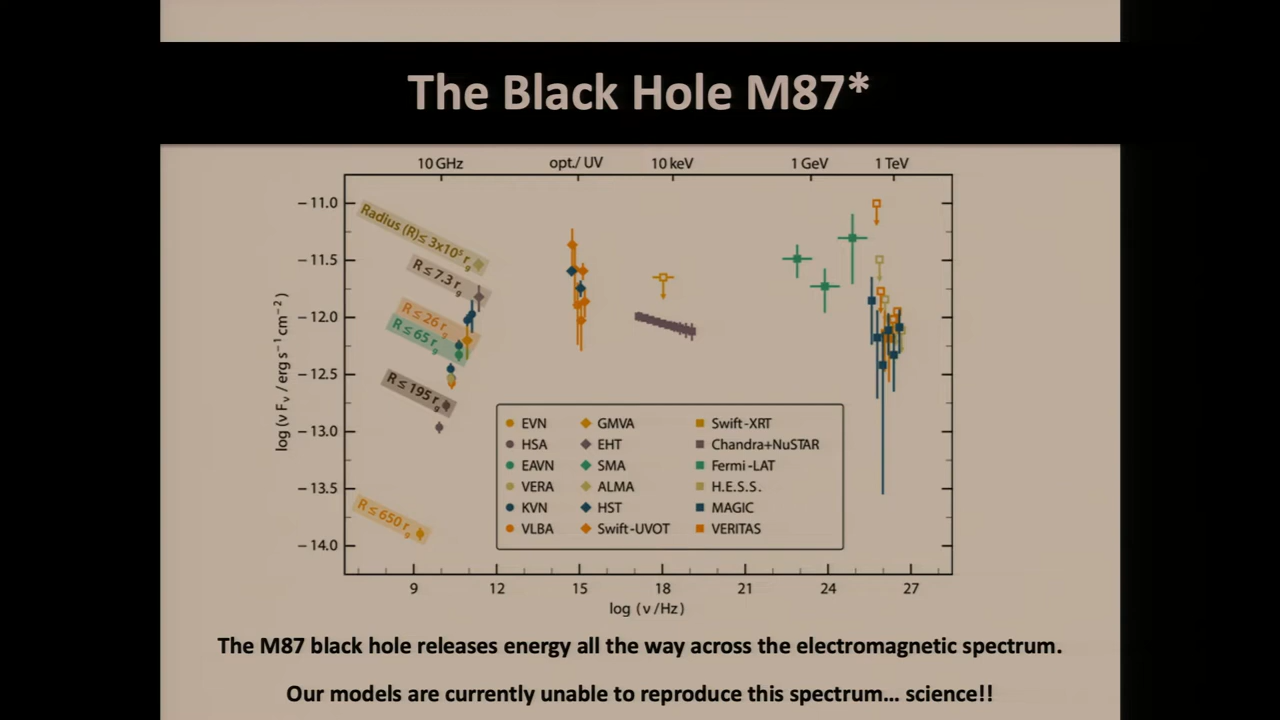 The Black Hole M87*
10 GHz opt./ UV 10 keV 1 GeV 1 TeV
−11.0
−11.5
−12.0
−12.5
−13.0
−13.5
−14.0
log (ν Fν / erg s⁻¹ cm⁻²)
Radius (R) ≤ 3x10⁵ rg
R ≤ 7.3 rg
R ≤ 26 rg
R ≤ 65 rg
R ≤ 195 rg
R ≤ 650 rg
EVN GMVA Swift-XRT
HSA EHT Chandra+NuSTAR
EAVN SMA Fermi-LAT
VERA ALMA H.E.S.S.
KVN HST MAGIC
VLBA Swift-UVOT VERITAS
9 12 15 18 21 24 27
log (ν/Hz)
The M87 black hole releases energy all the way across the electromagnetic spectrum.
Our models are currently unable to reproduce this spectrum... science!!